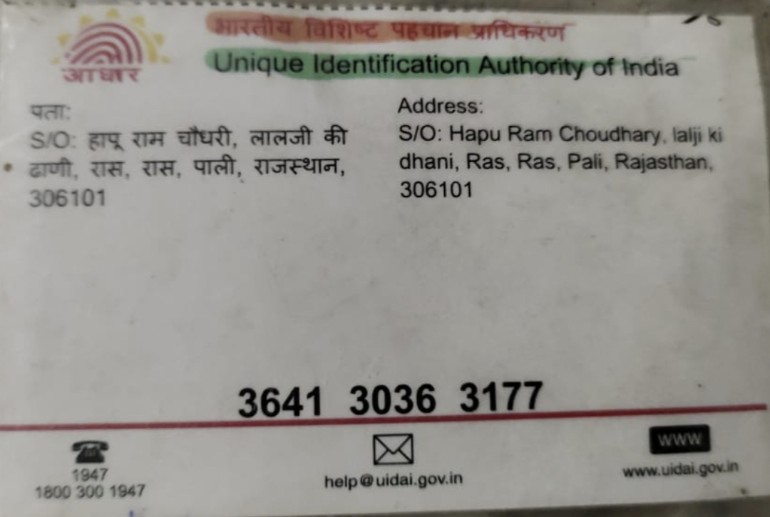 भारतीय विशिष्ट पहचान प्राधिकरण
Unique Identification Authority of India
आधार
पता:
S/O: हापू राम चौधरी, लालजी की
ढाणी, रास, रास, पाली, राजस्थान,
306101
Address:
S/O: Hapu Ram Choudhary, lalji ki
dhani, Ras, Ras, Pali, Rajasthan,
306101
3641 3036 3177
1947
1800 300 1947
help@uidai.gov.in
www
www.uidai.gov.in